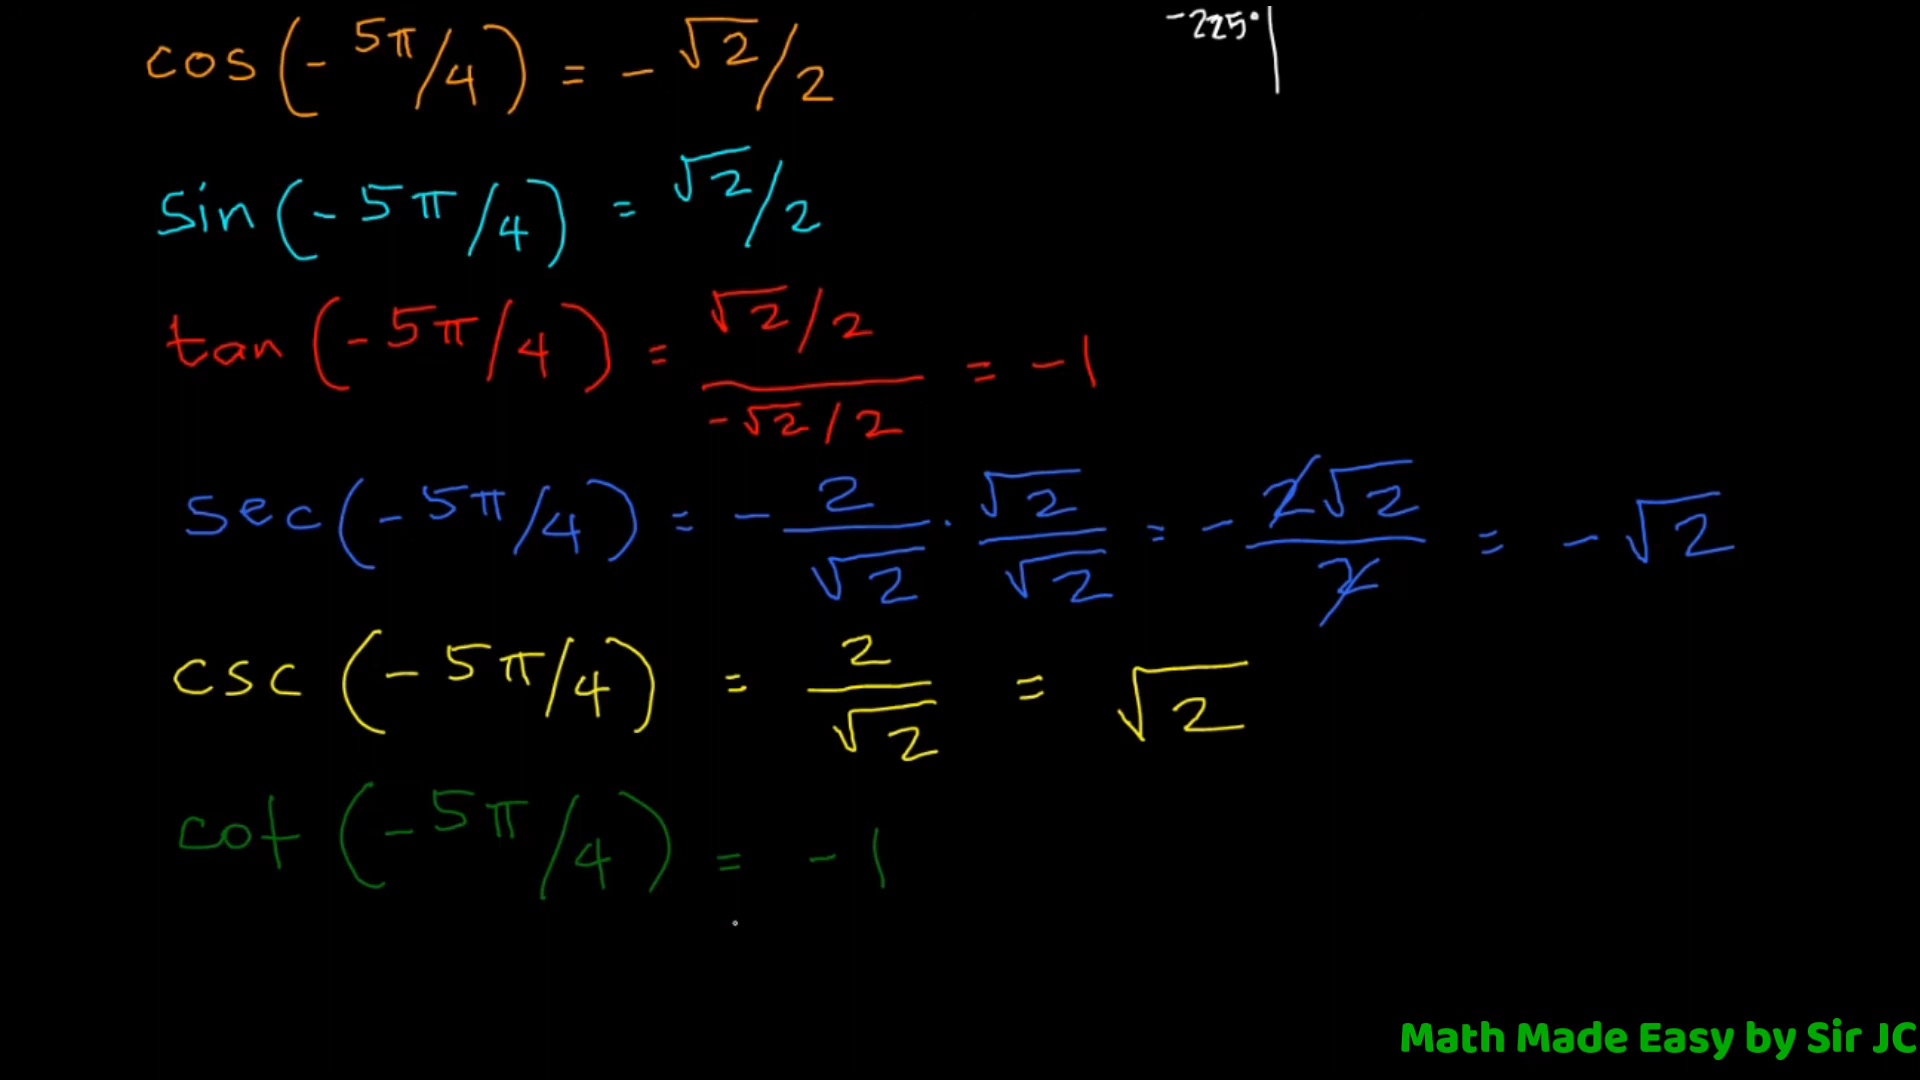 -225°
cos(-5π/4) = -√2/2
sin(-5π/4) = √2/2
tan(-5π/4) = √2/2 / -√2/2 = -1
sec(-5π/4) = - 2/√2 · √2/√2 = - 2√2/2 = -√2
csc(-5π/4) = 2/√2 = √2
cot(-5π/4) = -1
Math Made Easy by Sir JC